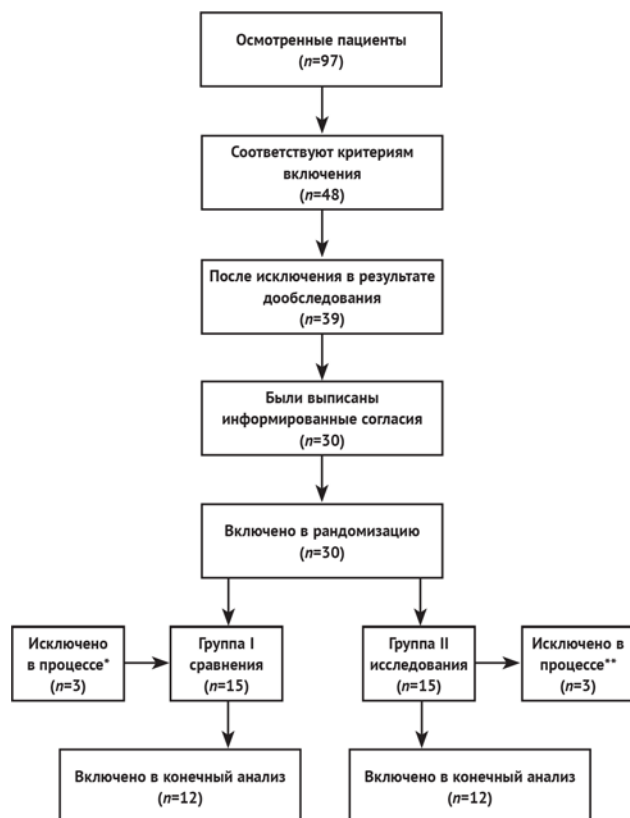 Осмотренные пациенты
(n=97)
Соответствуют критериям
включения
(n=48)
После исключения в результате
дообследования
(n=39)
Были выписаны
информированные согласия
(n=30)
Включено в рандомизацию
(n=30)
Исключено
в процессе*
(n=3)
Группа I
сравнения
(n=15)
Группа II
исследования
(n=15)
Исключено в
процессе**
(n=3)
Включено в конечный анализ
(n=12)
Включено в конечный анализ
(n=12)